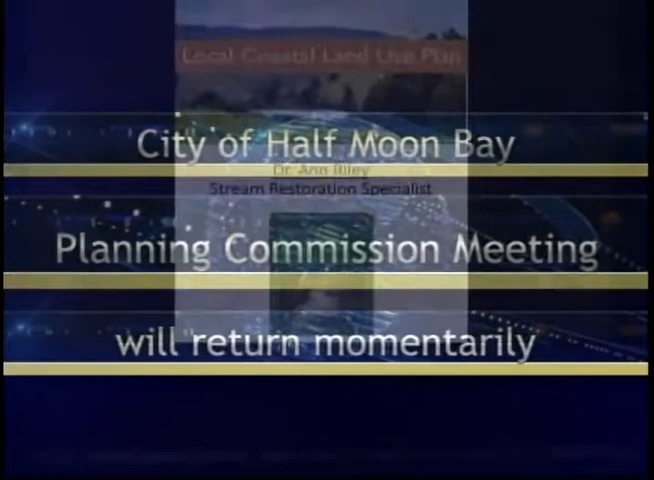 Local Coastal Land Use Plan
City of Half Moon Bay
Dr. Ann Riley
Stream Restoration Specialist
Planning Commission Meeting
will return momentarily